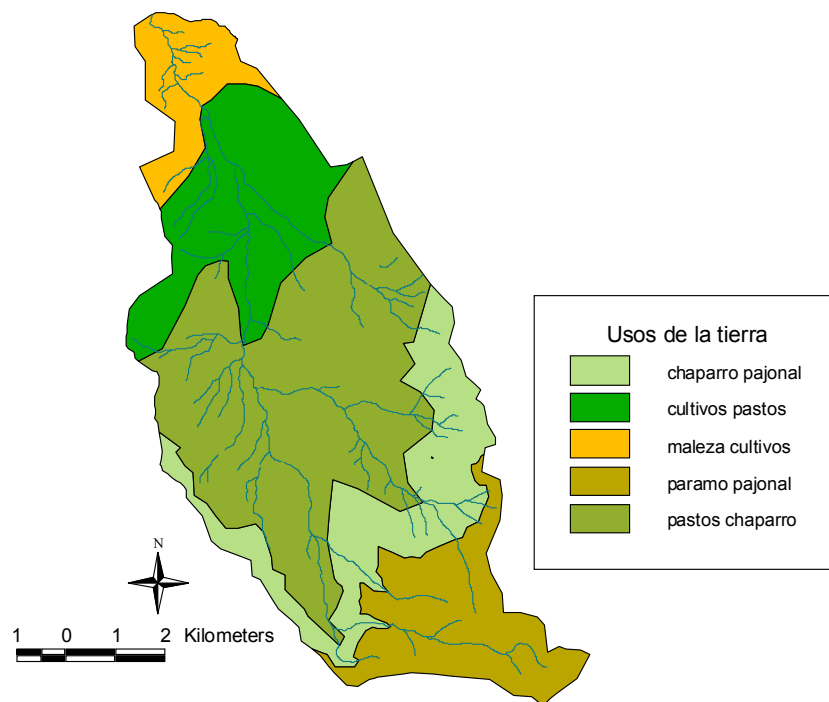 Usos de la tierra
chaparro pajonal
cultivos pastos
maleza cultivos
paramo pajonal
pastos chaparro
N
1 0 1 2 Kilometers